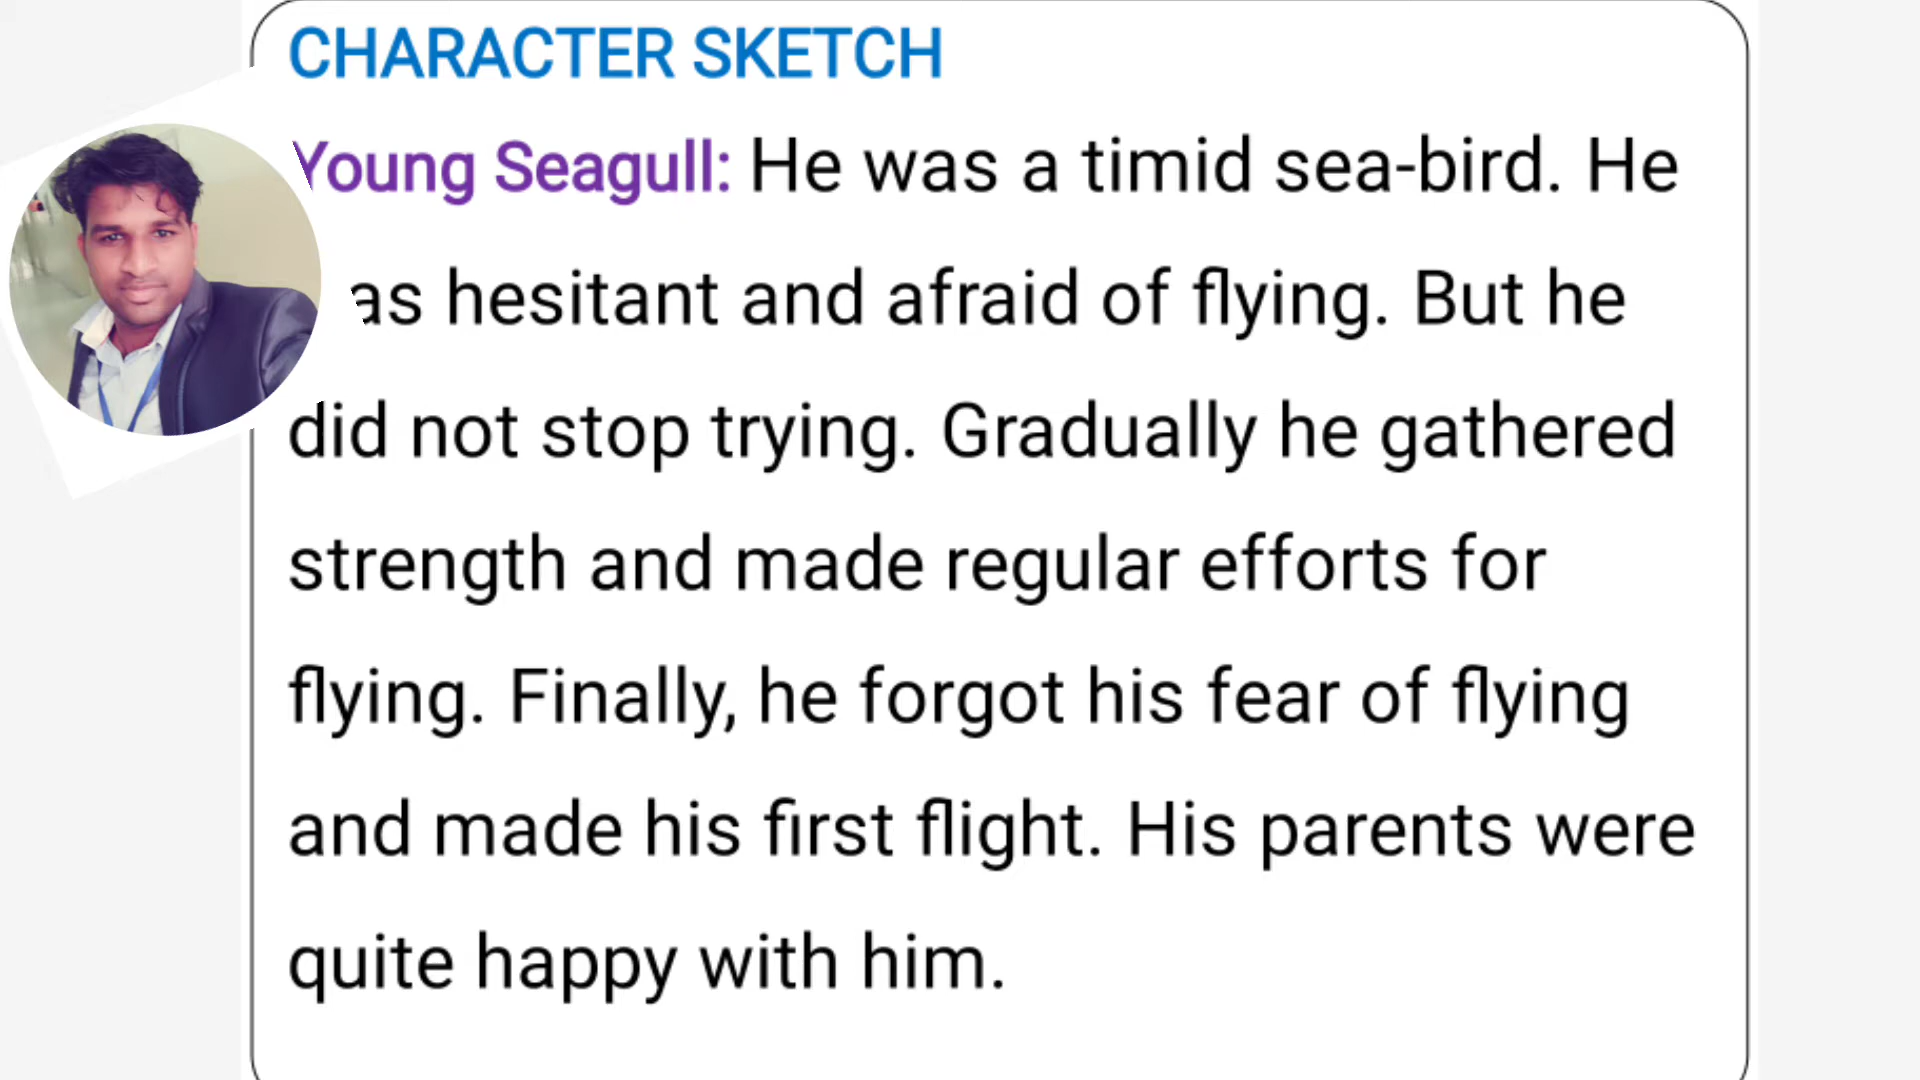 CHARACTER SKETCH
Young Seagull: He was a timid sea-bird. He
as hesitant and afraid of flying. But he
did not stop trying. Gradually he gathered
strength and made regular efforts for
flying. Finally, he forgot his fear of flying
and made his first flight. His parents were
quite happy with him.